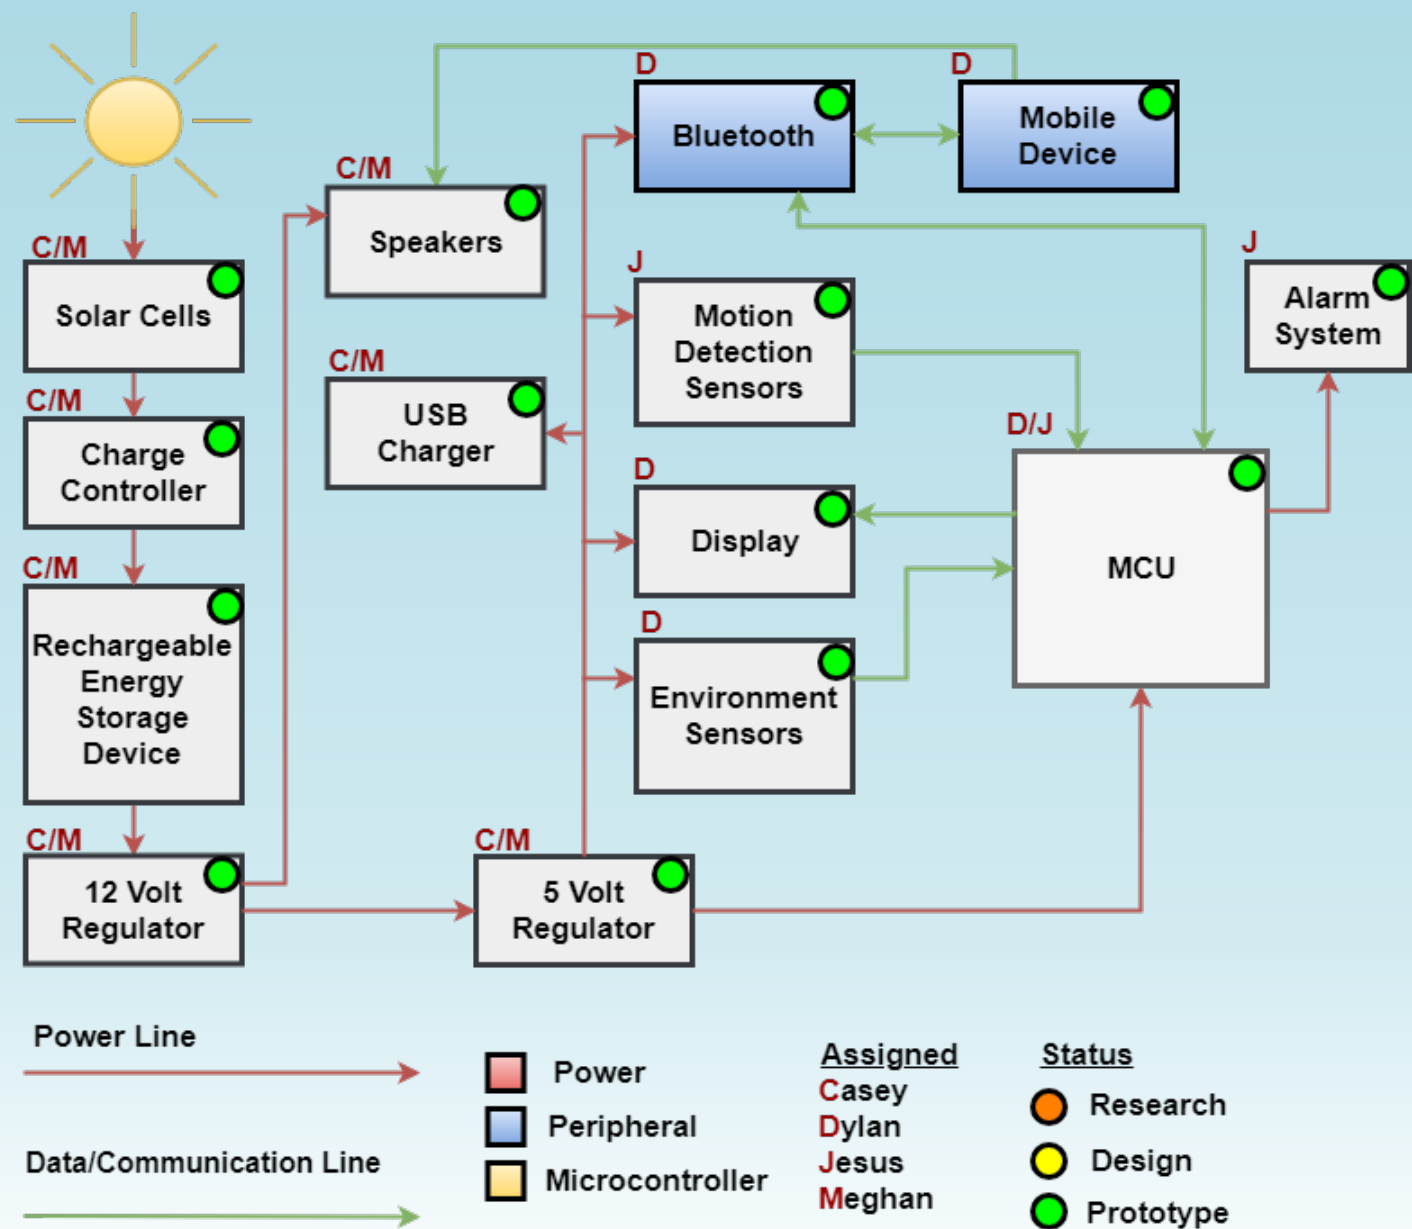 D
D
C/M
Bluetooth
Mobile
Device
Speakers
C/M
Solar Cells
J
Motion
Detection
Sensors
J
Alarm
System
C/M
USB
Charger
C/M
Charge
Controller
D/J
MCU
D
Display
C/M
Rechargeable
Energy
Storage
Device
D
Environment
Sensors
C/M
12 Volt
Regulator
C/M
5 Volt
Regulator
Power Line
Data/Communication Line
Power
Peripheral
Microcontroller
Assigned
Casey
Dylan
Jesus
Meghan
Status
Research
Design
Prototype